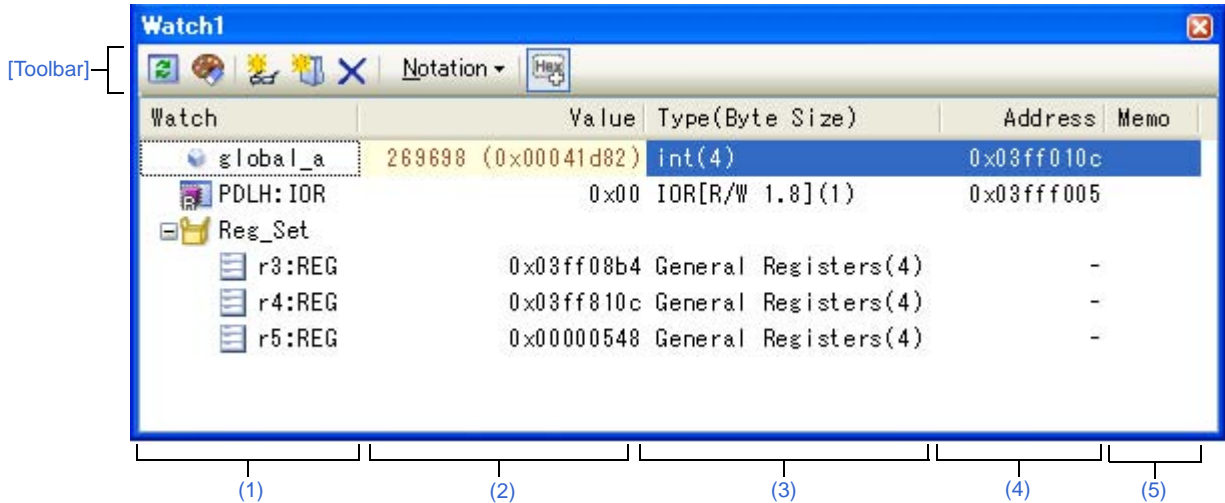 Watch1
[Toolbar]
Notation
Hex
Watch Value Type(Byte Size) Address Memo
global_a 269698 (0x00041d82) int(4) 0x03ff010c
R PDLH:IOR 0x00 IOR[R/W 1.8](1) 0x03fff005
Reg_Set
r3:REG 0x03ff08b4 General Registers(4) -
r4:REG 0x03ff810c General Registers(4) -
r5:REG 0x00000548 General Registers(4) -
(1) (2) (3) (4) (5)